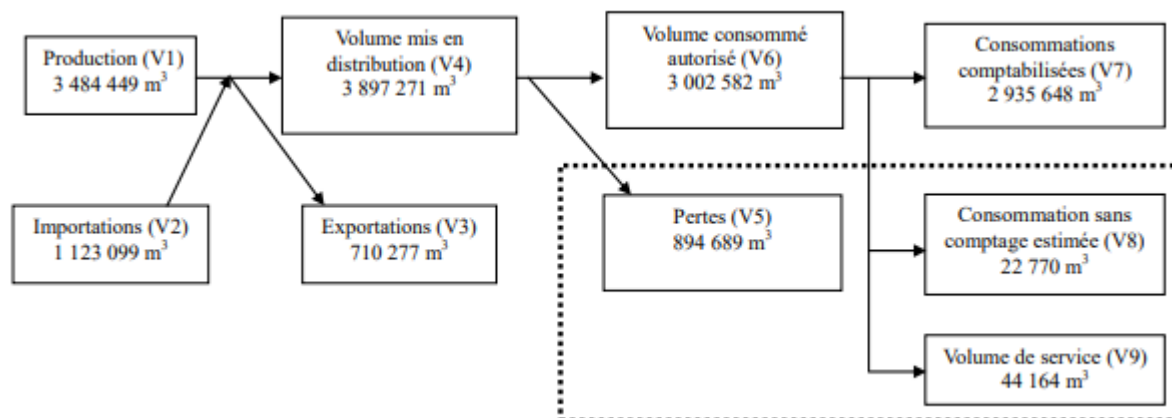 Production (V1)
3 484 449 m³
Volume mis en
distribution (V4)
3 897 271 m³
Volume consommé
autorisé (V6)
3 002 582 m³
Consommations
comptabilisées (V7)
2 935 648 m³
Importations (V2)
1 123 099 m³
Exportations (V3)
710 277 m³
Pertes (V5)
894 689 m³
Consommation sans
comptage estimée (V8)
22 770 m³
Volume de service (V9)
44 164 m³